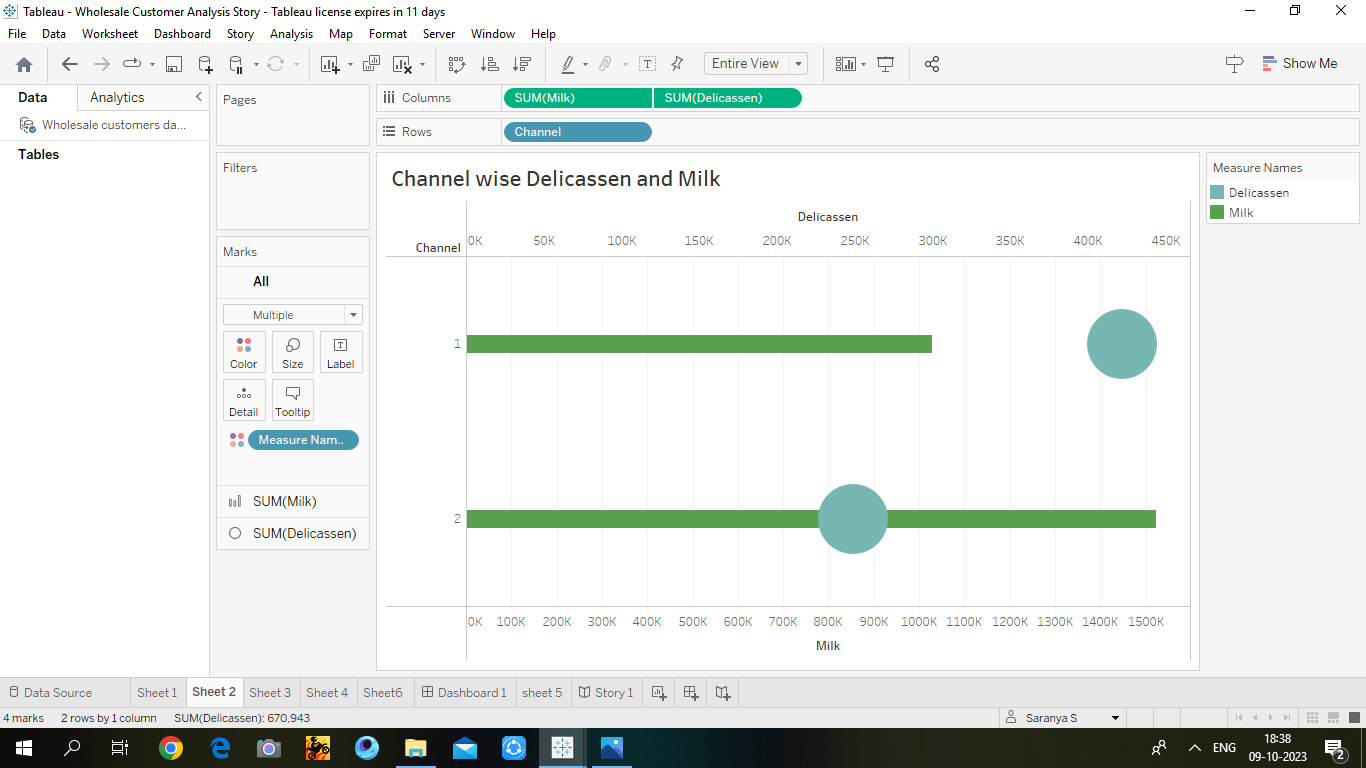 Tableau - Wholesale Customer Analysis Story - Tableau license expires in 11 days
File Data Worksheet Dashboard Story Analysis Map Format Server Window Help
Entire View
Show Me
Data Analytics
Wholesale customers da...
Tables
Pages
Filters
Marks
All
Multiple
Color Size Label
Detail Tooltip
Measure Nam..
SUM(Milk)
SUM(Delicassen)
Columns SUM(Milk) SUM(Delicassen)
Rows Channel
Channel wise Delicassen and Milk
Delicassen
Channel 0K 50K 100K 150K 200K 250K 300K 350K 400K 450K
1
2
0K 100K 200K 300K 400K 500K 600K 700K 800K 900K 1000K 1100K 1200K 1300K 1400K 1500K
Milk
Measure Names
Delicassen
Milk
Data Source Sheet 1 Sheet 2 Sheet 3 Sheet 4 Sheet6 Dashboard 1 sheet 5 Story 1
4 marks 2 rows by 1 column SUM(Delicassen): 670,943 Saranya S
ENG 18:38
09-10-2023 2